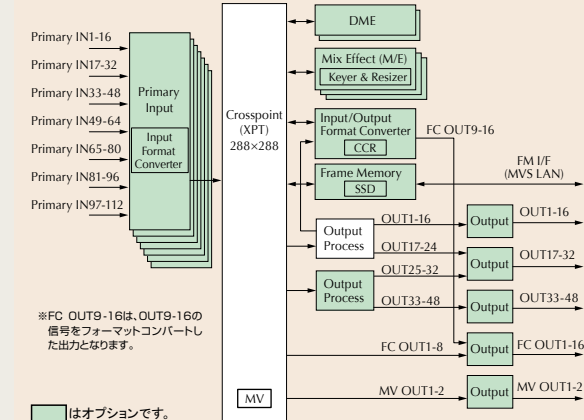 Primary IN1-16
Primary IN17-32
Primary IN33-48
Primary IN49-64
Primary IN65-80
Primary IN81-96
Primary IN97-112
Primary
Input
Input
Format
Converter
Crosspoint
(XPT)
288×288
MV
DME
Mix Effect (M/E)
Keyer & Resizer
Input/Output
Format Converter
CCR
FC OUT9-16
Frame Memory
SSD
FM I/F
(MVS LAN)
Output
Process
OUT1-16
OUT17-24
Output
Process
OUT25-32
OUT33-48
FC OUT1-8
MV OUT1-2
Output
OUT1-16
Output
OUT17-32
Output
OUT33-48
Output
FC OUT1-16
Output
MV OUT1-2
※FC OUT9-16は、OUT9-16の
信号をフォーマットコンバートし
た出力となります。
はオプションです。